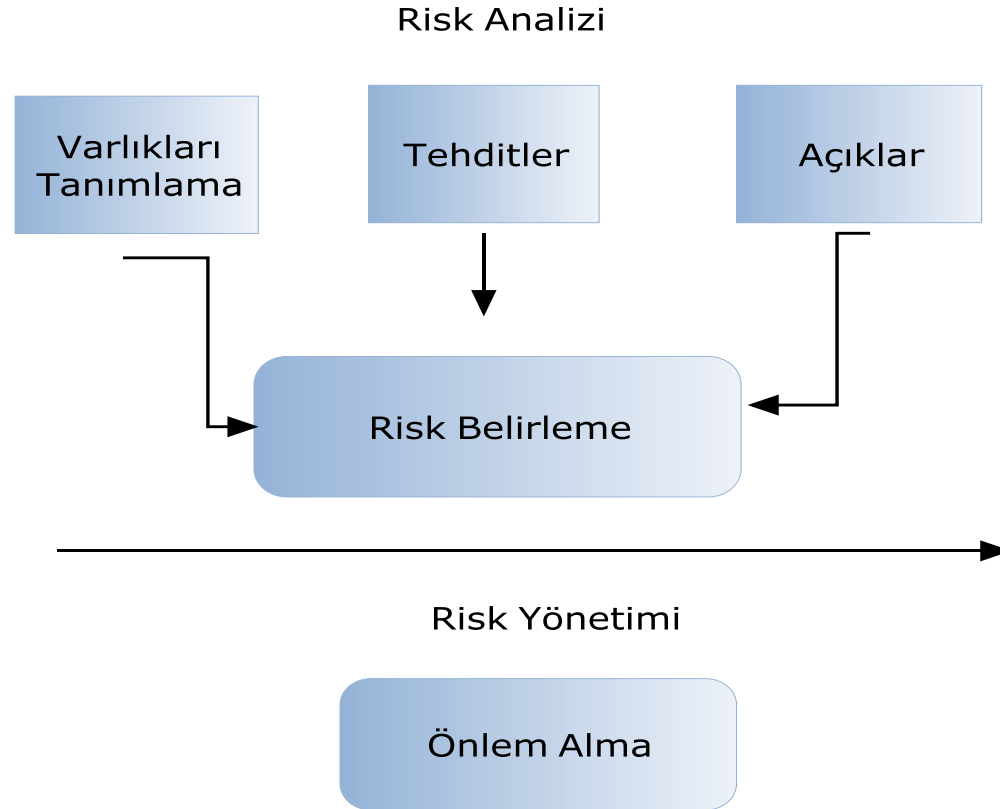 Risk Analizi
Varlıkları
Tanımlama
Tehditler
Açıklar
Risk Belirleme
Risk Yönetimi
Önlem Alma